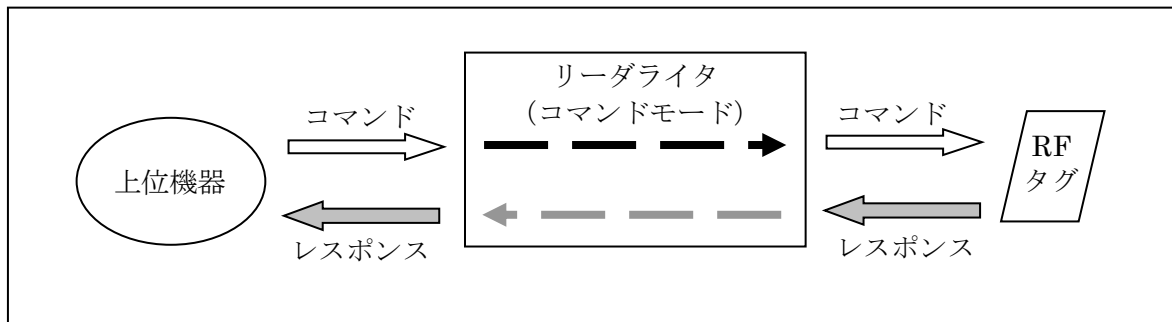 リーダライタ
(コマンドモード)
コマンド
コマンド
上位機器
RF
タグ
レスポンス
レスポンス